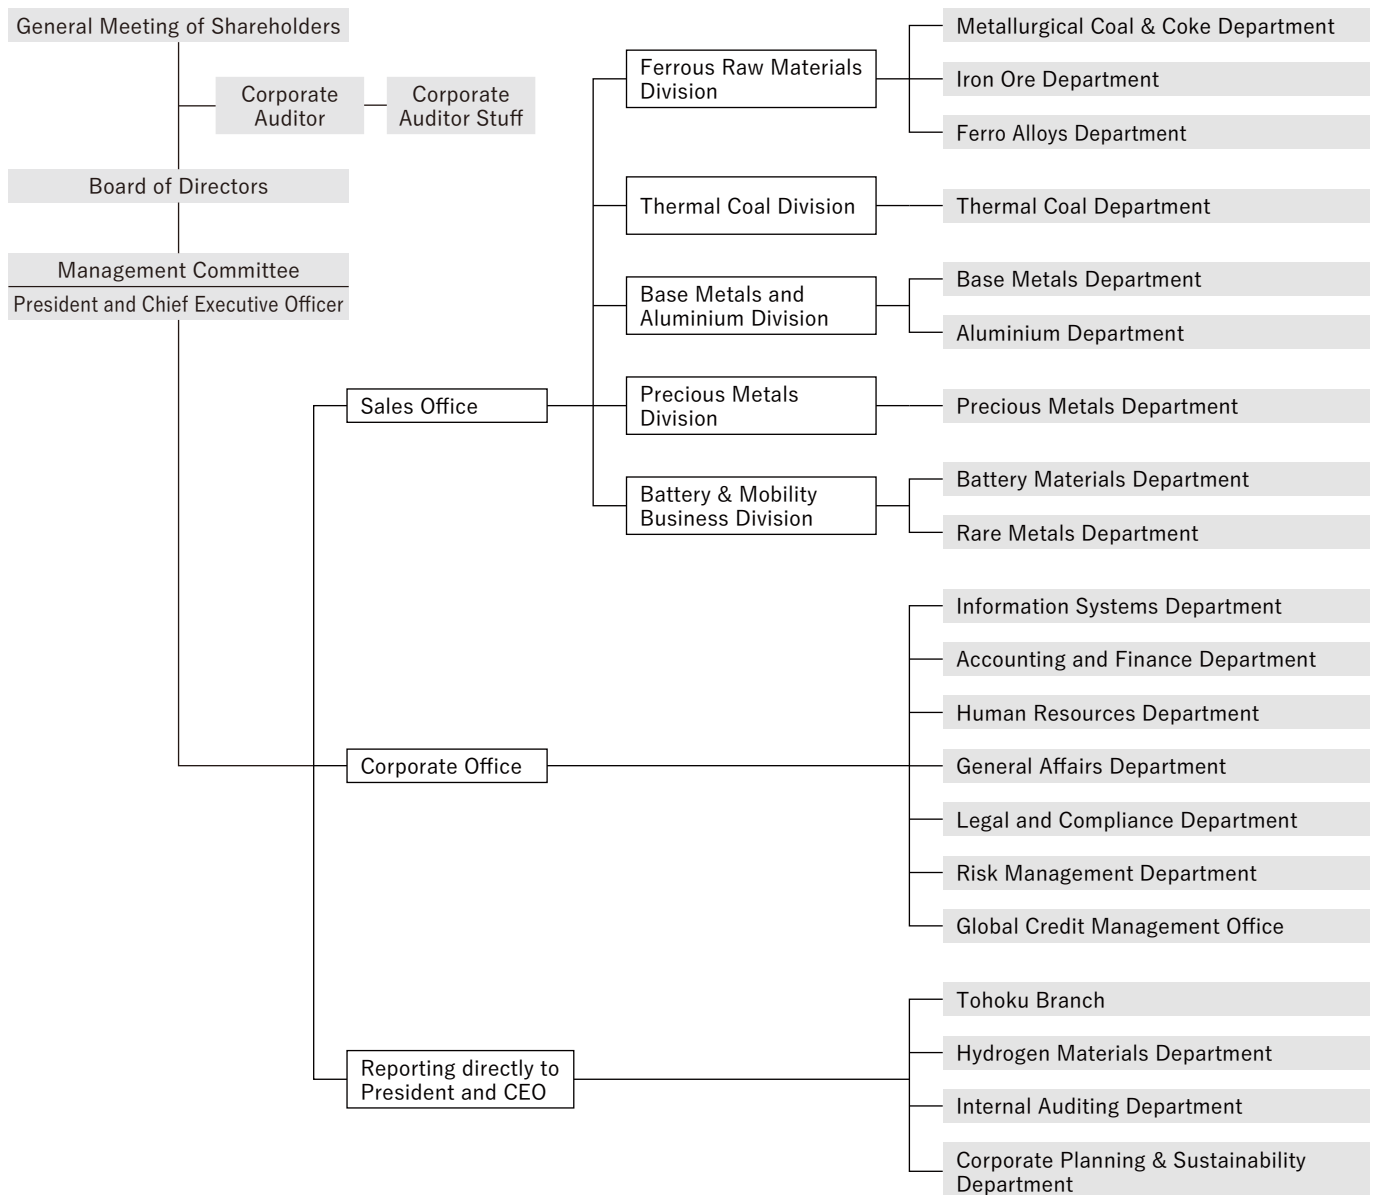 General Meeting of Shareholders
Corporate
Auditor
Corporate
Auditor Stuff
Board of Directors
Management Committee
President and Chief Executive Officer
Sales Office
Ferrous Raw Materials
Division
Metallurgical Coal & Coke Department
Iron Ore Department
Ferro Alloys Department
Thermal Coal Division
Thermal Coal Department
Base Metals and
Aluminium Division
Base Metals Department
Aluminium Department
Precious Metals
Division
Precious Metals Department
Battery & Mobility
Business Division
Battery Materials Department
Rare Metals Department
Corporate Office
Information Systems Department
Accounting and Finance Department
Human Resources Department
General Affairs Department
Legal and Compliance Department
Risk Management Department
Global Credit Management Office
Reporting directly to
President and CEO
Tohoku Branch
Hydrogen Materials Department
Internal Auditing Department
Corporate Planning & Sustainability
Department